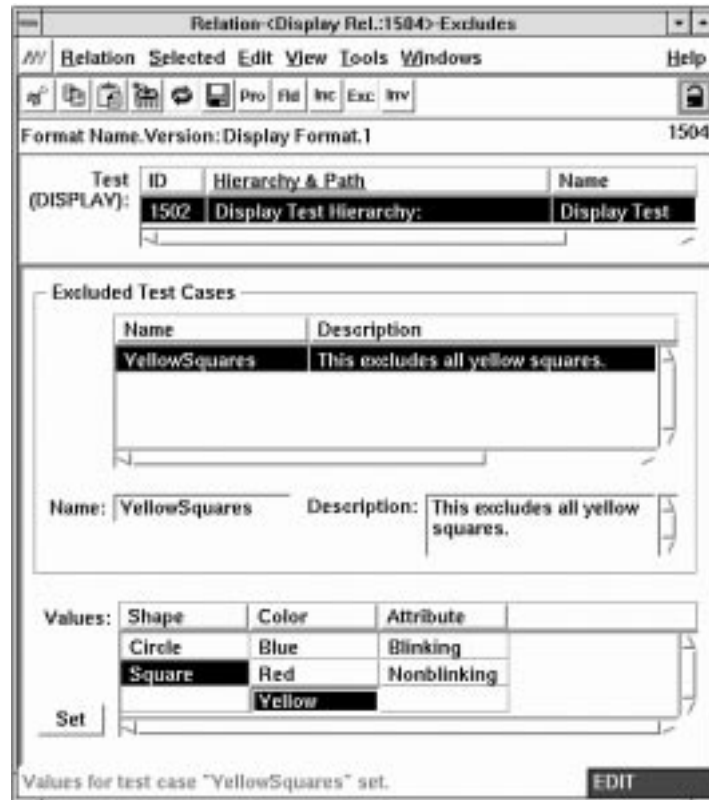 Relation-<Display Rel.:1504>-Excludes
Relation Selected Edit View Tools Windows Help
Pro Fld Inc Exc Inv
Format Name.Version:Display Format.1 1504
Test (DISPLAY): ID Hierarchy & Path Name
1502 Display Test Hierarchy: Display Test
Excluded Test Cases
Name Description
YellowSquares This excludes all yellow squares.
Name: YellowSquares Description: This excludes all yellow
squares.
Values: Shape Color Attribute
Circle Blue Blinking
Square Red Nonblinking
Yellow
Set
Values for test case "YellowSquares" set. EDIT